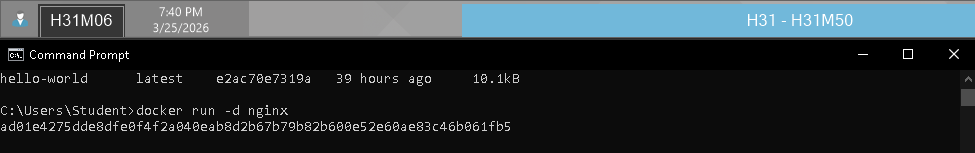 H31M06
7:40 PM
3/25/2026
H31 - H31M50
Command Prompt
hello-world latest e2ac70e7319a 39 hours ago 10.1kB
C:\Users\Student>docker run -d nginx
ad01e4275dde8dfe0f4f2a040eab8d2b67b79b82b600e52e60ae83c46b061fb5